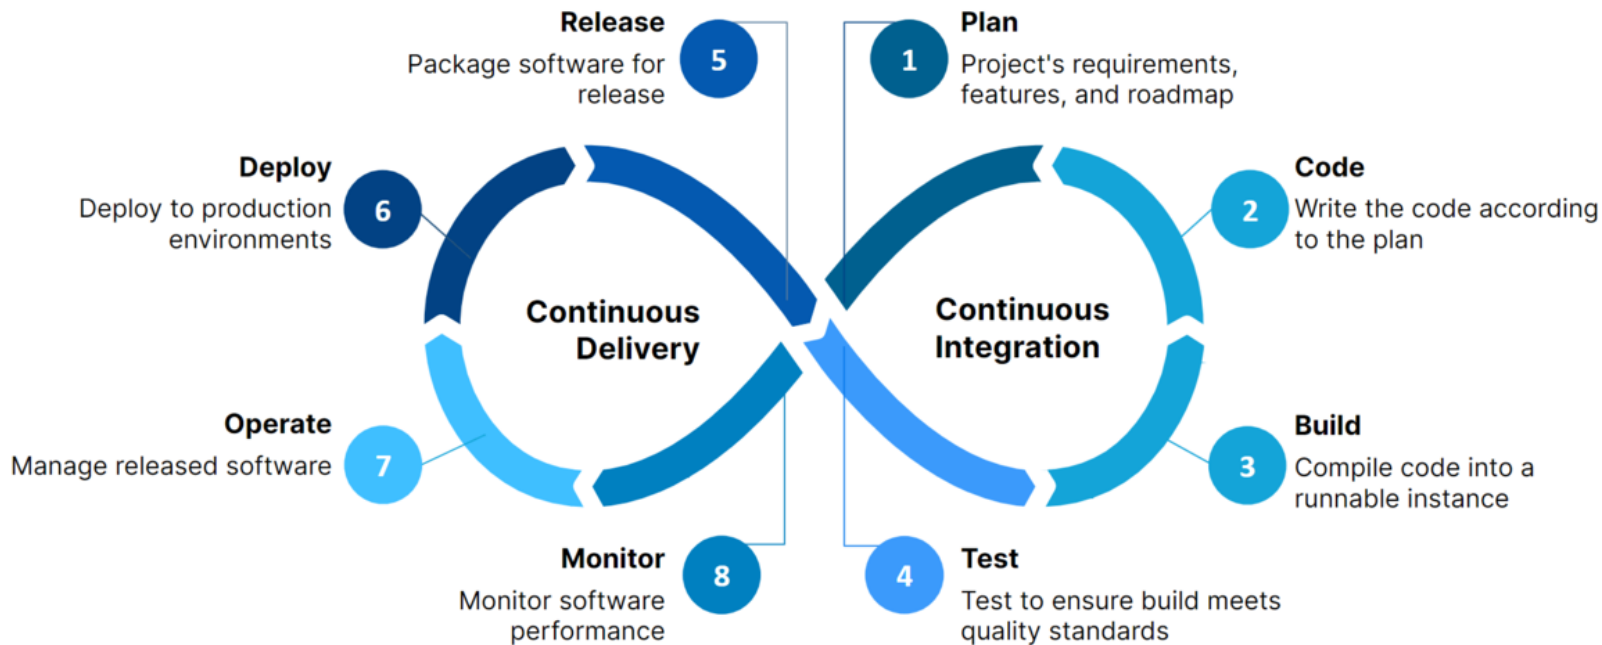 1
Plan
Project's requirements,
features, and roadmap
2
Code
Write the code according
to the plan
3
Build
Compile code into a
runnable instance
4
Test
Test to ensure build meets
quality standards
5
Release
Package software for
release
6
Deploy
Deploy to production
environments
7
Operate
Manage released software
8
Monitor
Monitor software
performance
Continuous
Delivery
Continuous
Integration